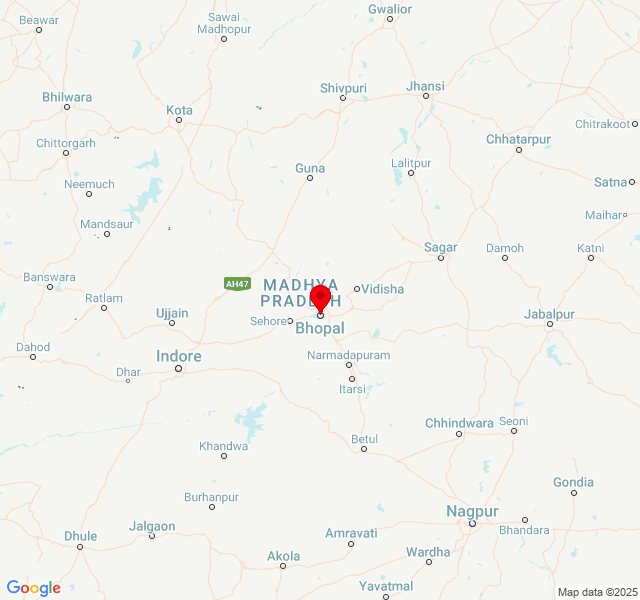 Gwalior
Beawar
Sawai
Madhopur
Shivpuri
Jhansi
Bhilwara
Kota
Chitrakoot
Chittorgarh
Chhatarpur
Guna
Lalitpur
Neemuch
Satna
Maihar
Mandsaur
Sagar
Damoh
Katni
Banswara
AH47
MADHYA
PRADESH
Vidisha
Ratlam
Ujjain
Sehore
Bhopal
Jabalpur
Dahod
Indore
Narmadapuram
Dhar
Itarsi
Chhindwara
Seoni
Khandwa
Betul
Burhanpur
Gondia
Nagpur
Bhandara
Dhule
Jalgaon
Amravati
Akola
Wardha
Yavatmal
Google
Map data ©2025